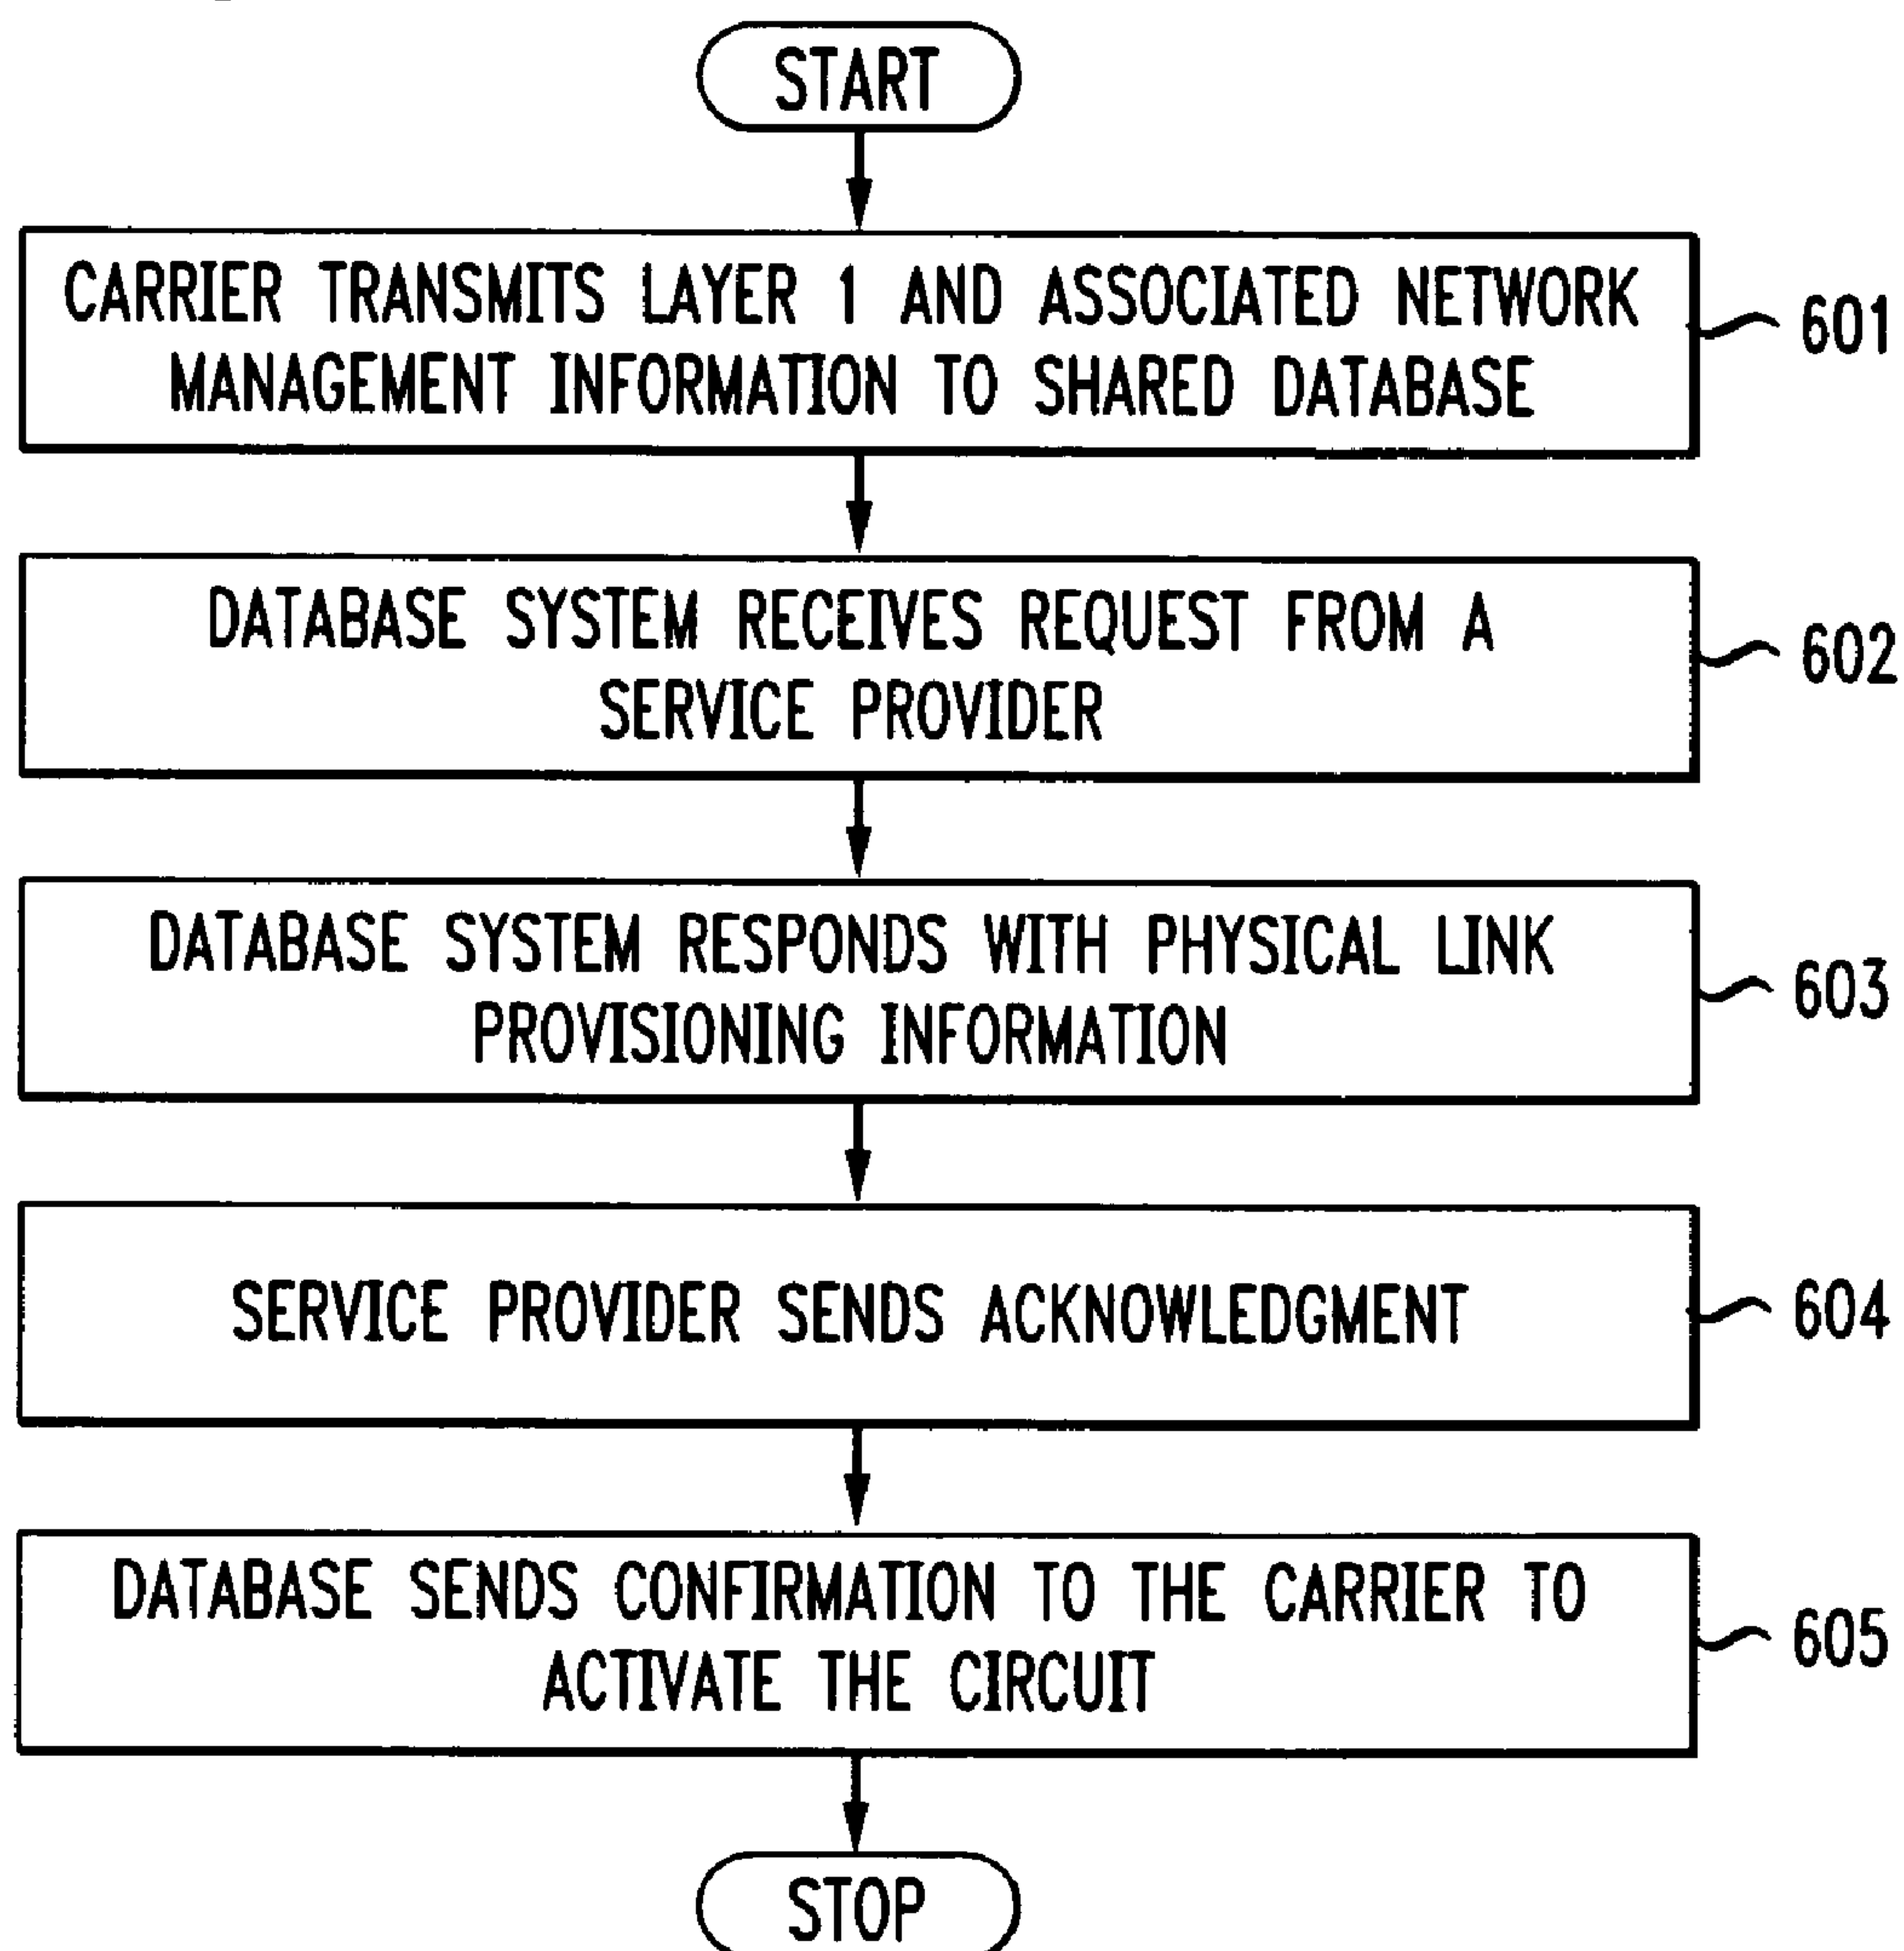 START
CARRIER TRANSMITS LAYER 1 AND ASSOCIATED NETWORK
MANAGEMENT INFORMATION TO SHARED DATABASE
601
DATABASE SYSTEM RECEIVES REQUEST FROM A
SERVICE PROVIDER
602
DATABASE SYSTEM RESPONDS WITH PHYSICAL LINK
PROVISIONING INFORMATION
603
SERVICE PROVIDER SENDS ACKNOWLEDGMENT
604
DATABASE SENDS CONFIRMATION TO THE CARRIER TO
ACTIVATE THE CIRCUIT
605
STOP